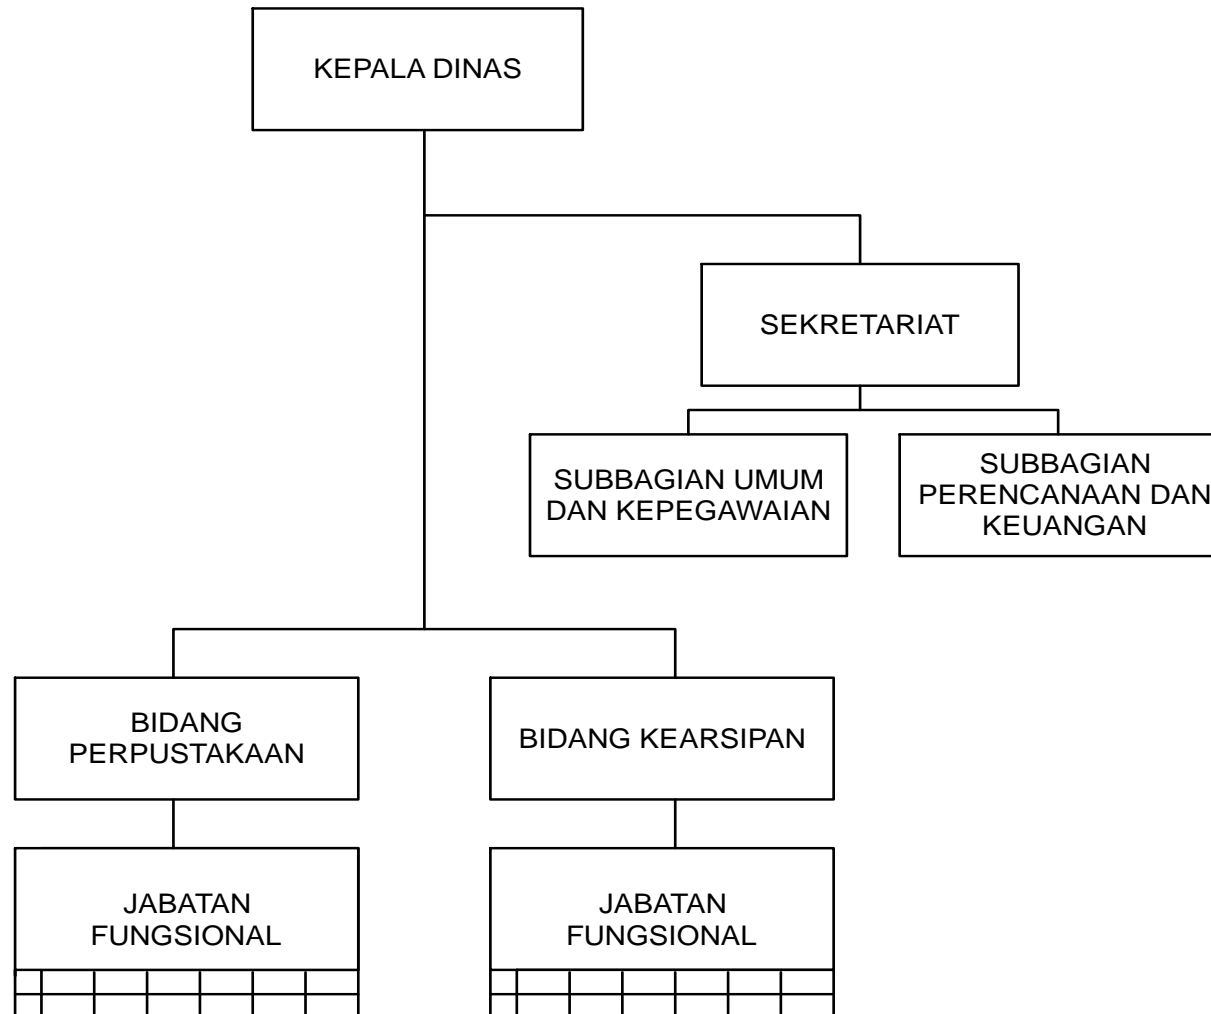 KEPALA DINAS
SEKRETARIAT
SUBBAGIAN UMUM
DAN KEPEGAWAIAN
SUBBAGIAN
PERENCANAAN DAN
KEUANGAN
BIDANG
PERPUSTAKAAN
BIDANG KEARSIPAN
JABATAN
FUNGSIONAL
JABATAN
FUNGSIONAL